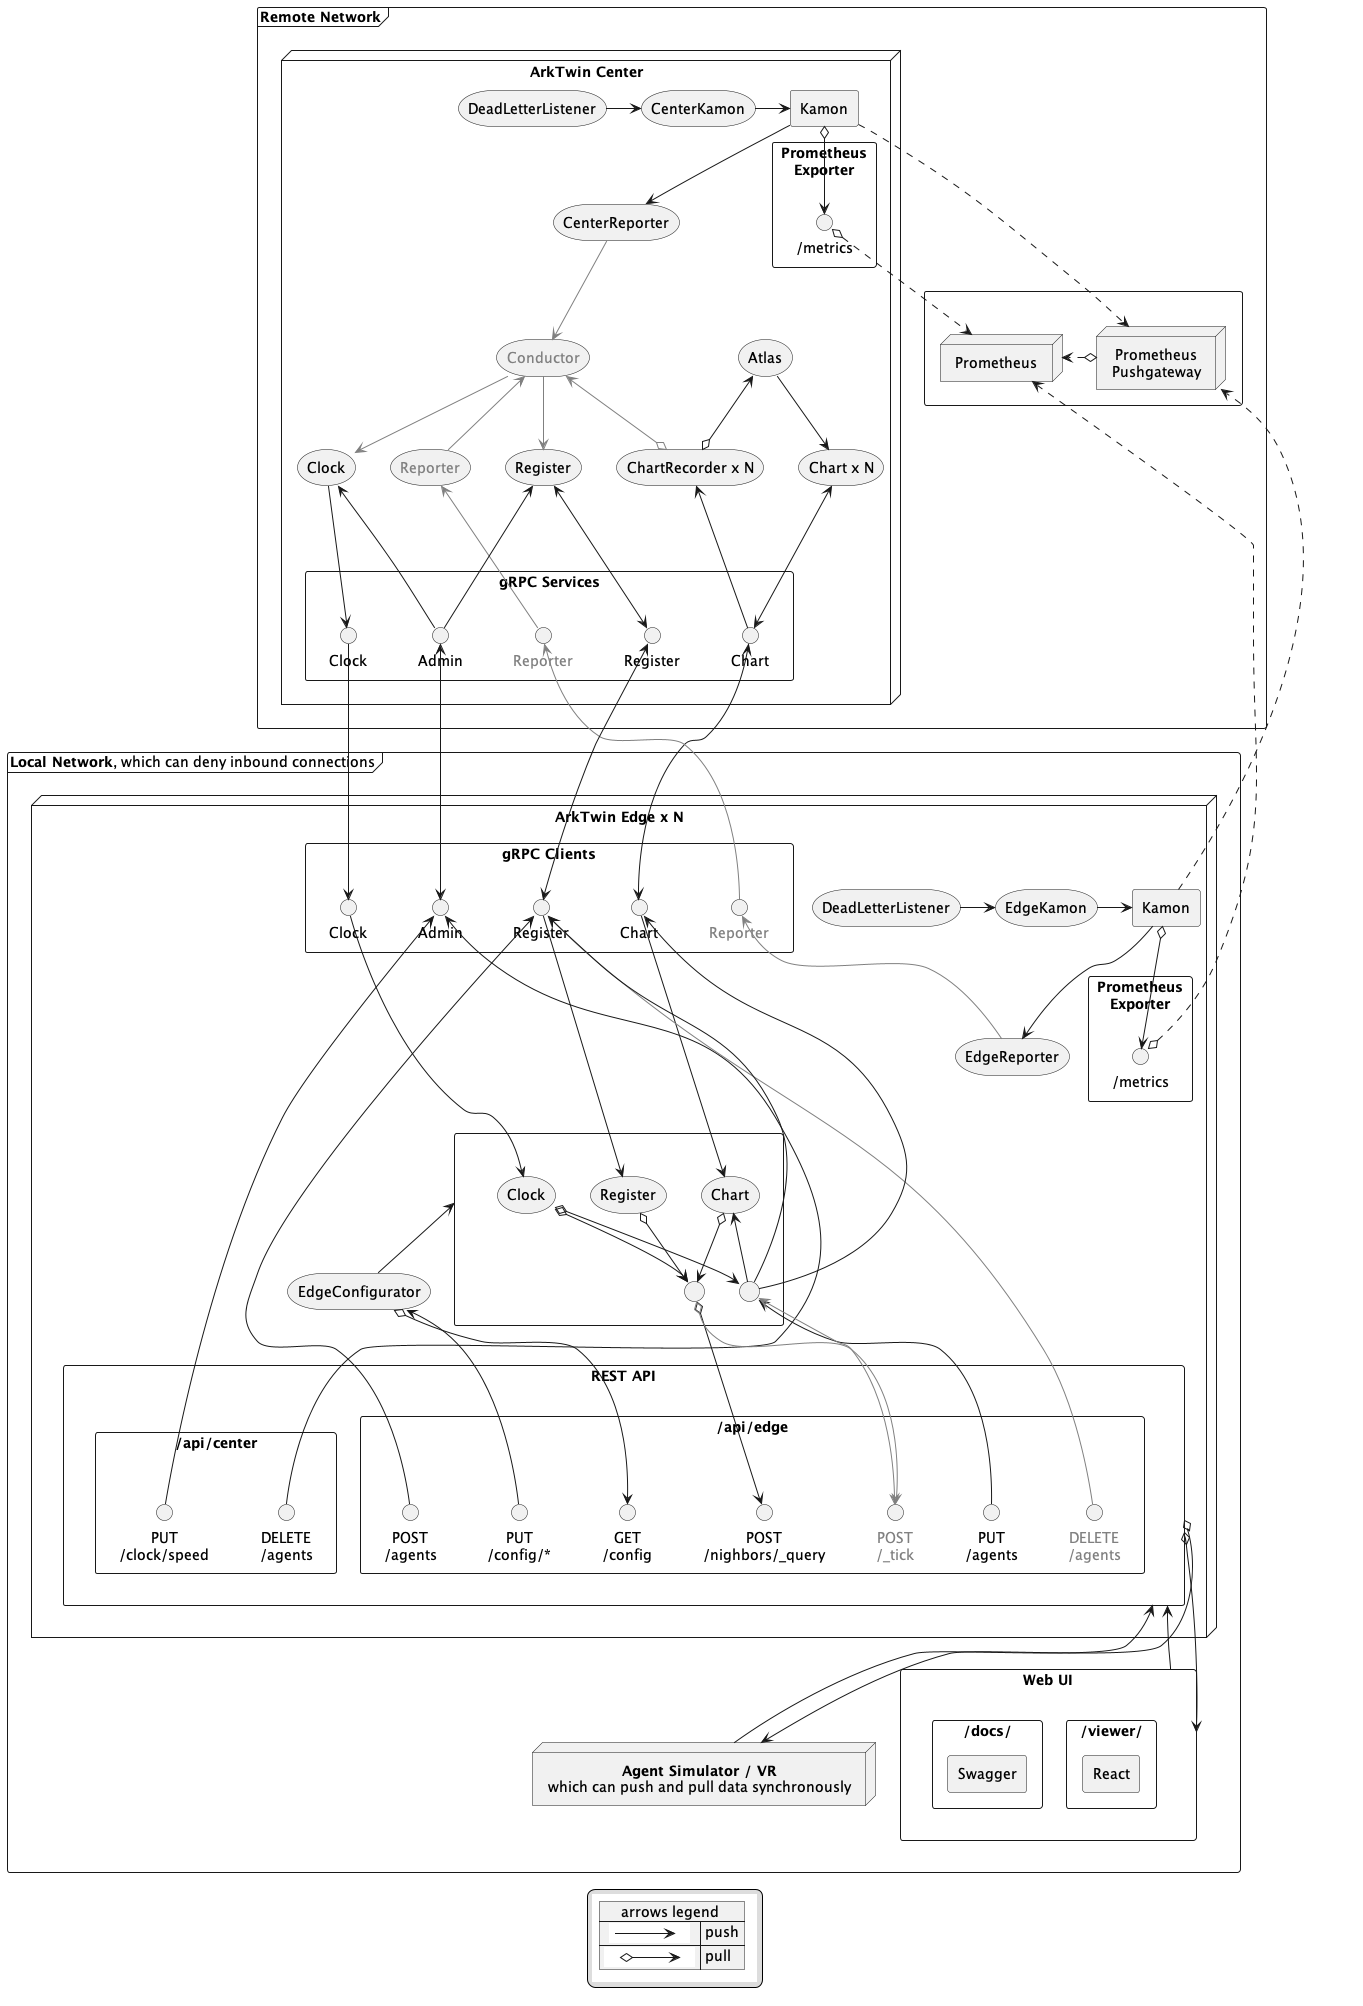 Remote Network
ArkTwin Center
DeadLetterListener
CenterKamon
Kamon
Prometheus
Exporter
CenterReporter
/metrics
Conductor
Atlas
Prometheus
Prometheus
Pushgateway
Clock
Reporter
Register
ChartRecorder x N
Chart x N
gRPC Services
Clock
Admin
Reporter
Register
Chart
Local Network, which can deny inbound connections
ArkTwin Edge x N
gRPC Clients
Clock
Admin
Register
Chart
Reporter
DeadLetterListener
EdgeKamon
Kamon
Prometheus
Exporter
EdgeReporter
/metrics
Clock
Register
Chart
EdgeConfigurator
REST API
/api/center
/api/edge
PUT
/clock/speed
DELETE
/agents
POST
/agents
PUT
/config/*
GET
/config
POST
/neighbors/_query
POST
/_tick
PUT
/agents
DELETE
/agents
Web UI
/docs/
/viewer/
Swagger
React
Agent Simulator / VR
which can push and pull data synchronously
arrows legend
push
pull